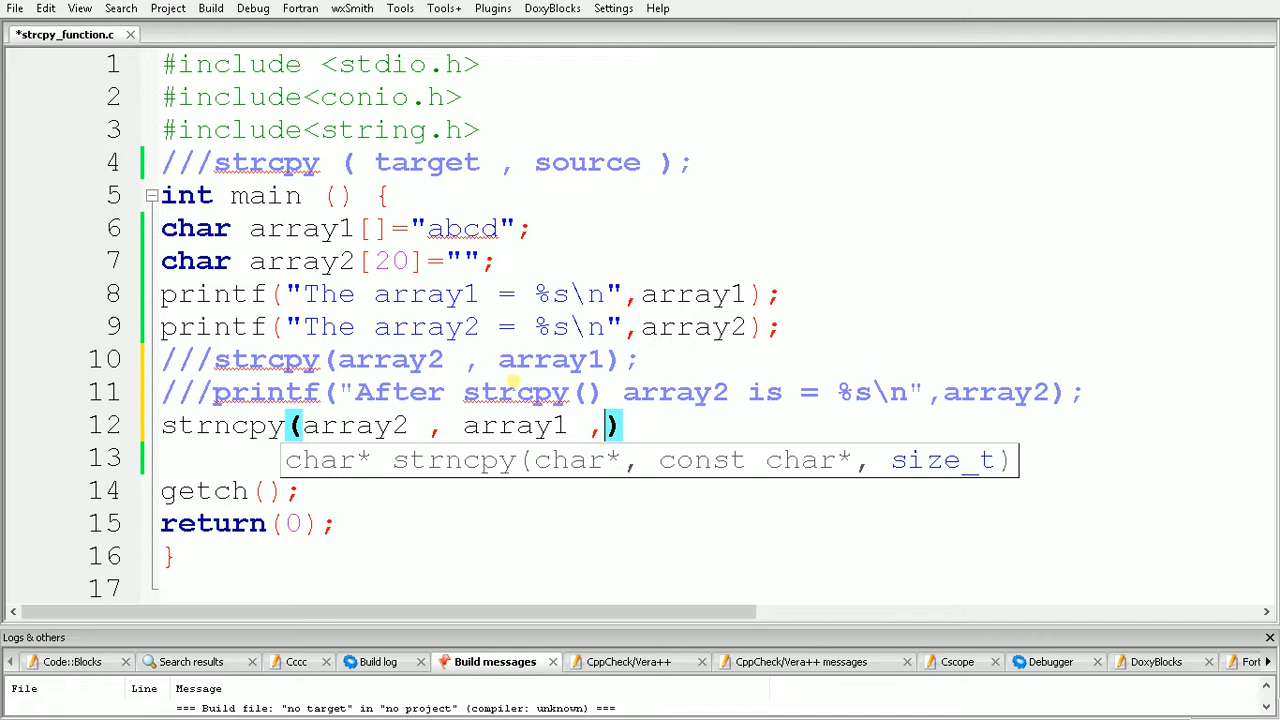 File Edit View Search Project Build Debug Fortran wxSmith Tools Tools+ Plugins DoxyBlocks Settings Help
*strcpy_function.c
1 #include <stdio.h>
2 #include<conio.h>
3 #include<string.h>
4 ///strcpy ( target , source );
5 int main () {
6 char array1[]="abcd";
7 char array2[20]="";
8 printf("The array1 = %s\n",array1);
9 printf("The array2 = %s\n",array2);
10 ///strcpy(array2 , array1);
11 ///printf("After strcpy() array2 is = %s\n",array2);
12 strncpy(array2 , array1 ,)
13 char* strncpy(char*, const char*, size_t)
14 getch();
15 return(0);
16 }
17
Logs & others
Code::Blocks Search results Cccc Build log Build messages CppCheck/Vera++ CppCheck/Vera++ messages Cscope Debugger DoxyBlocks Fort
File Line Message
=== Build file: "no target" in "no project" (compiler: unknown) ===